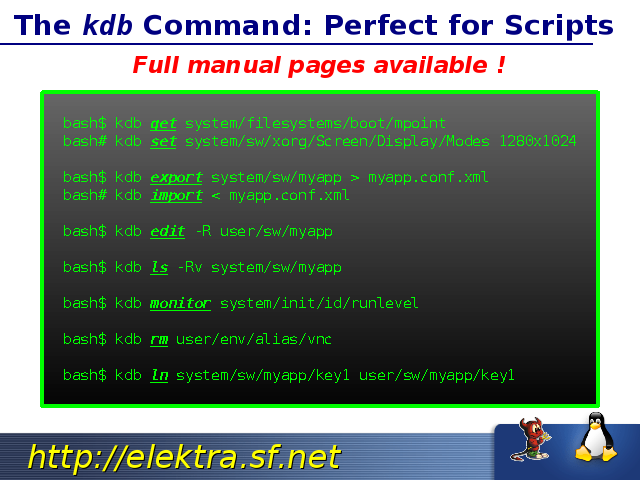 The kdb Command: Perfect for Scripts
Full manual pages available !
bash$ kdb get system/filesystems/boot/mpoint
bash# kdb set system/sw/xorg/Screen/Display/Modes 1280x1024
bash$ kdb export system/sw/myapp > myapp.conf.xml
bash# kdb import < myapp.conf.xml
bash$ kdb edit -R user/sw/myapp
bash$ kdb ls -Rv system/sw/myapp
bash$ kdb monitor system/init/id/runlevel
bash$ kdb rm user/env/alias/vnc
bash$ kdb ln system/sw/myapp/key1 user/sw/myapp/key1
http://elektra.sf.net